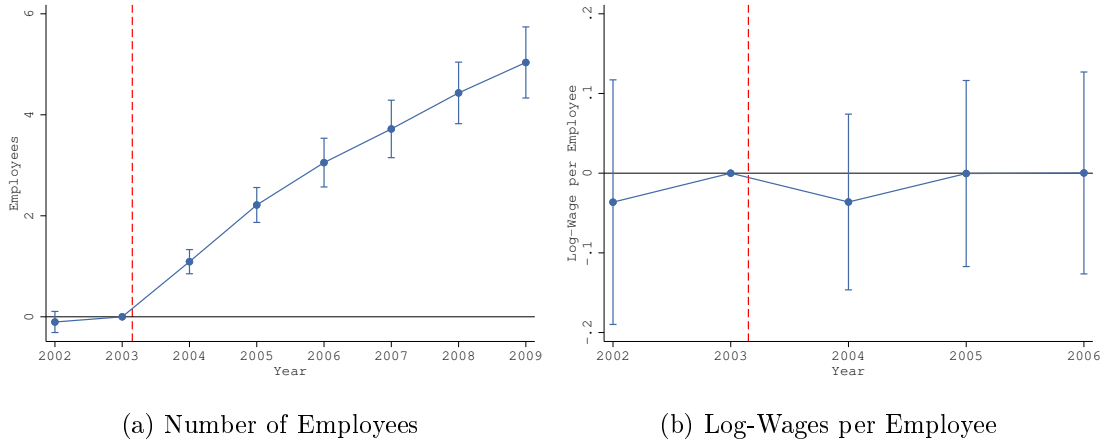 6
4
2
0
Employees
2002 2003 2004 2005 2006 2007 2008 2009
Year
(a) Number of Employees
.2
.1
0
-.1
-.2
Log-Wage per Employee
2002 2003 2004 2005 2006
Year
(b) Log-Wages per Employee